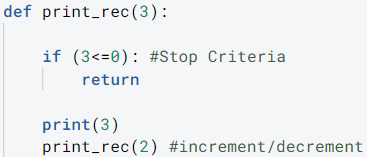 def print_rec(3):
if (3<=0): #Stop Criteria
return
print(3)
print_rec(2) #increment/decrement